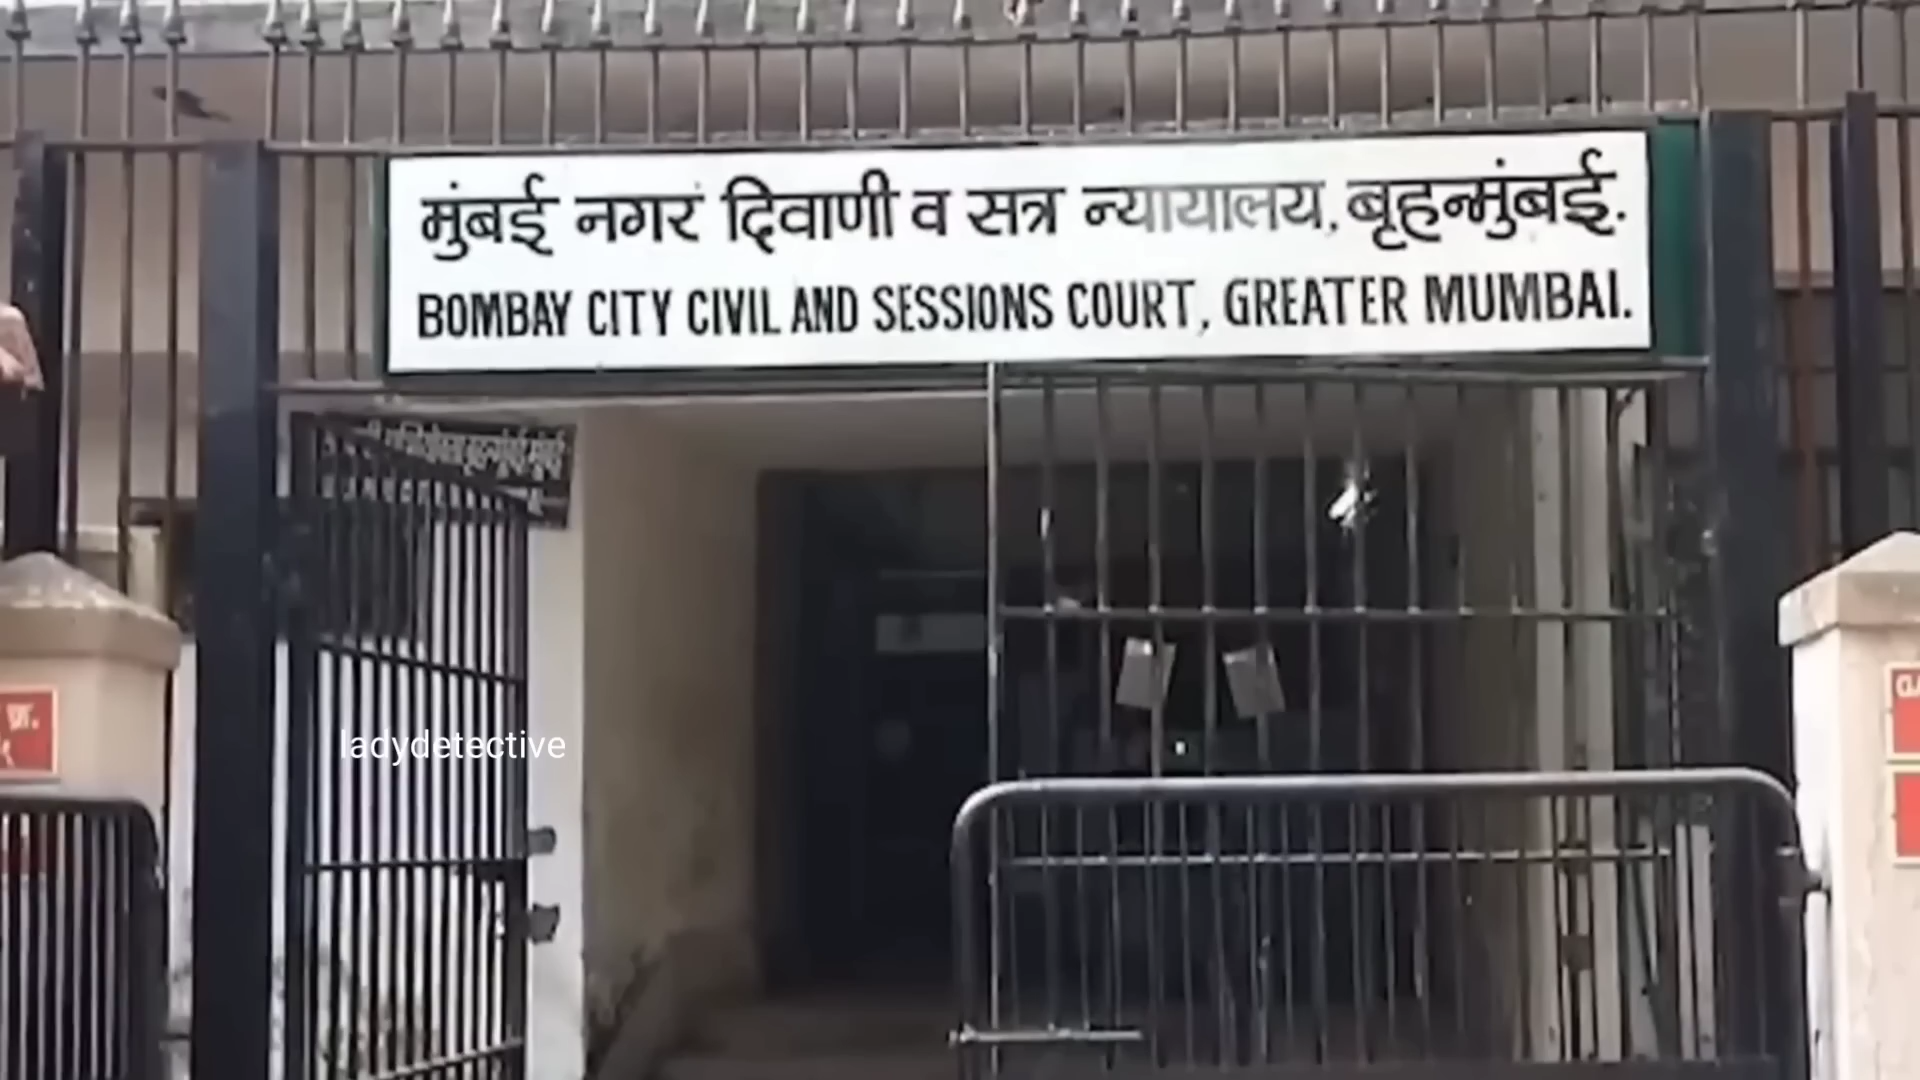 मुंबई नगर दिवाणी व सत्र न्यायालय, बृहन्मुंबई.
BOMBAY CITY CIVIL AND SESSIONS COURT, GREATER MUMBAI.
ladydetective